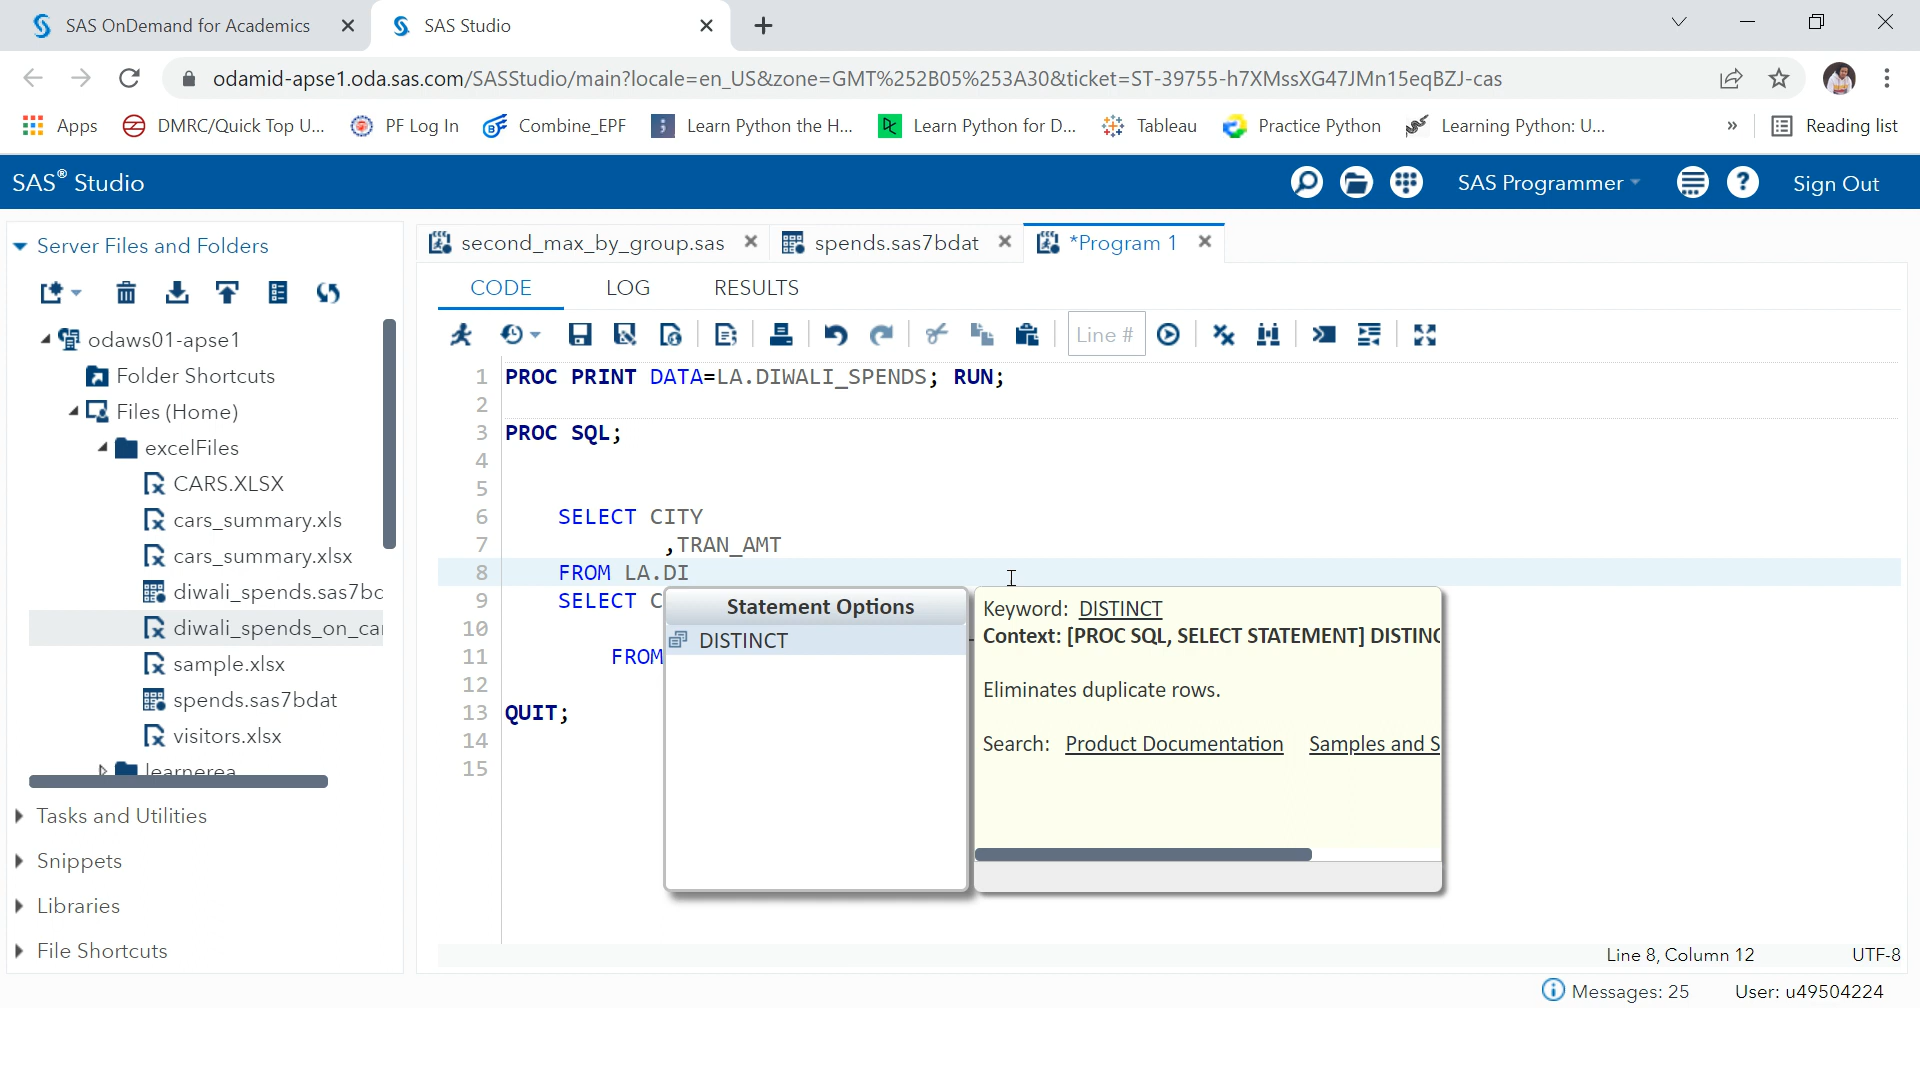 SAS OnDemand for Academics
SAS Studio
odamid-apse1.oda.sas.com/SASStudio/main?locale=en_US&zone=GMT%252B05%253A30&ticket=ST-39755-h7XMssXG47JMn15eqBZJ-cas
Apps DMRC/Quick Top U... PF Log In Combine_EPF Learn Python the H... Learn Python for D... Tableau Practice Python Learning Python: U... » Reading list
SAS® Studio
SAS Programmer
Sign Out
Server Files and Folders
odaws01-apse1
Folder Shortcuts
Files (Home)
excelFiles
CARS.XLSX
cars_summary.xls
cars_summary.xlsx
diwali_spends.sas7bc
diwali_spends_on_car
sample.xlsx
spends.sas7bdat
visitors.xlsx
learnerea
Tasks and Utilities
Snippets
Libraries
File Shortcuts
second_max_by_group.sas
spends.sas7bdat
*Program 1
CODE LOG RESULTS
Line #
1 PROC PRINT DATA=LA.DIWALI_SPENDS; RUN;
2
3 PROC SQL;
4
5
6 SELECT CITY
7 ,TRAN_AMT
8 FROM LA.DI
9 SELECT C
10
11 FROM
12
13 QUIT;
14
15
Statement Options
DISTINCT
Keyword: DISTINCT
Context: [PROC SQL, SELECT STATEMENT] DISTINC
Eliminates duplicate rows.
Search: Product Documentation Samples and S
Line 8, Column 12
UTF-8
Messages: 25
User: u49504224